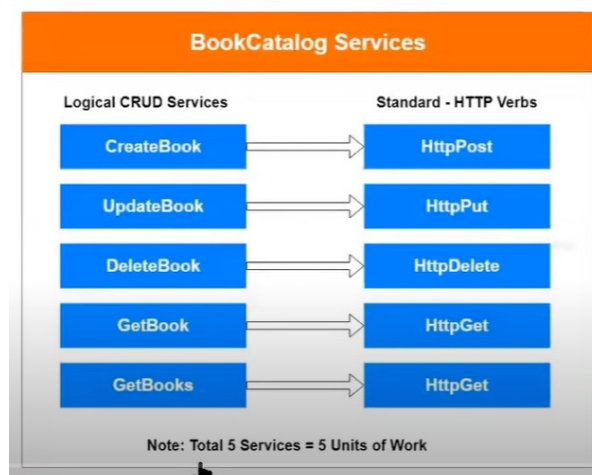 BookCatalog Services
Logical CRUD Services Standard - HTTP Verbs
CreateBook HttpPost
UpdateBook HttpPut
DeleteBook HttpDelete
GetBook HttpGet
GetBooks HttpGet
Note: Total 5 Services = 5 Units of Work